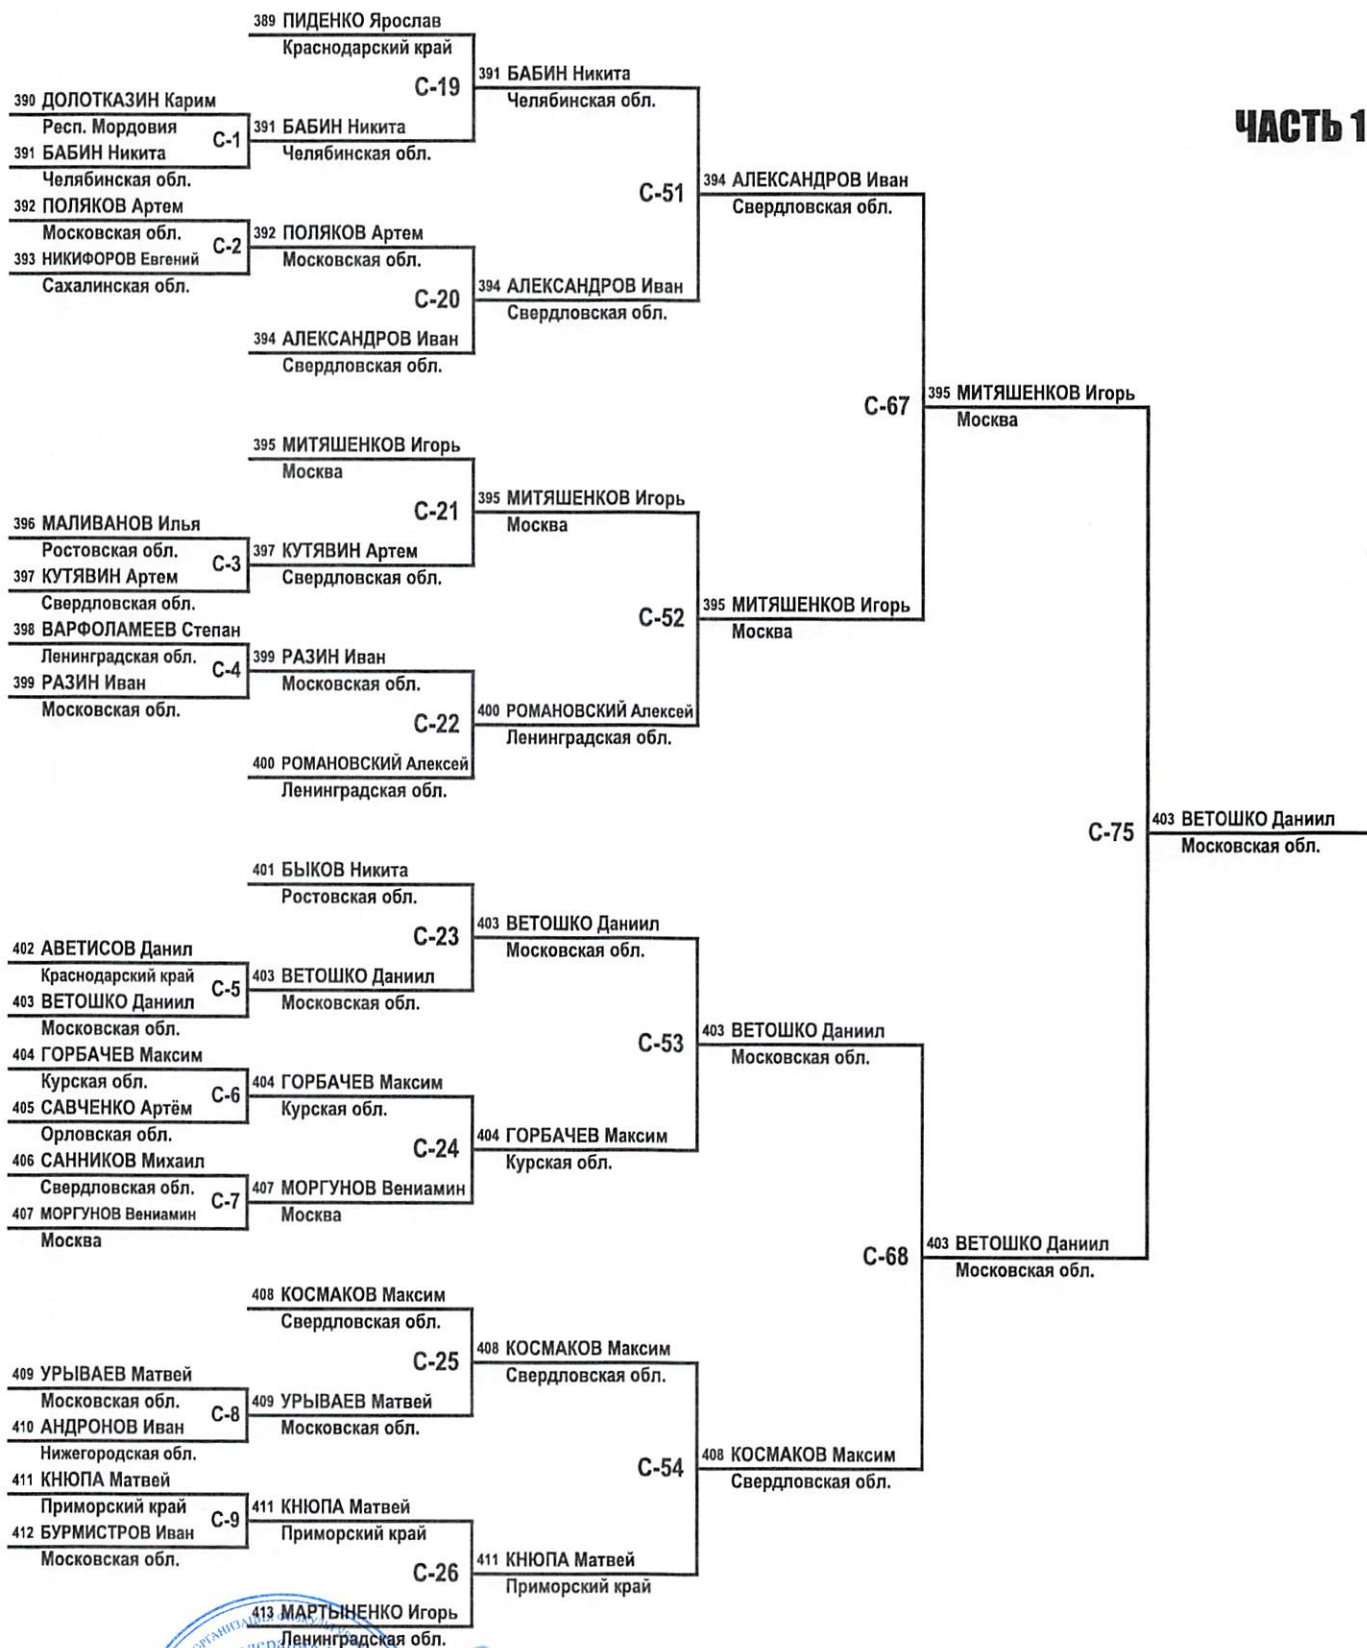 389 ПИДЕНКО Ярослав
Краснодарский край
С-19
391 БАБИН Никита
Челябинская обл.
ЧАСТЬ 1
390 ДОЛОТКАЗИН Карим
Респ. Мордовия
С-1
391 БАБИН Никита
Челябинская обл.
391 БАБИН Никита
Челябинская обл.
С-51
394 АЛЕКСАНДРОВ Иван
Свердловская обл.
392 ПОЛЯКОВ Артем
Московская обл.
С-2
393 НИКИФОРОВ Евгений
Сахалинская обл.
392 ПОЛЯКОВ Артем
Московская обл.
С-20
394 АЛЕКСАНДРОВ Иван
Свердловская обл.
394 АЛЕКСАНДРОВ Иван
Свердловская обл.
С-67
395 МИТЯШЕНКОВ Игорь
Москва
395 МИТЯШЕНКОВ Игорь
Москва
С-21
395 МИТЯШЕНКОВ Игорь
Москва
396 МАЛИВАНОВ Илья
Ростовская обл.
С-3
397 КУТЯВИН Артем
Свердловская обл.
397 КУТЯВИН Артем
Свердловская обл.
С-52
395 МИТЯШЕНКОВ Игорь
Москва
398 ВАРФОЛАМЕЕВ Степан
Ленинградская обл.
С-4
399 РАЗИН Иван
Московская обл.
399 РАЗИН Иван
Московская обл.
С-22
400 РОМАНОВСКИЙ Алексей
Ленинградская обл.
400 РОМАНОВСКИЙ Алексей
Ленинградская обл.
С-75
403 ВЕТОШКО Даниил
Московская обл.
401 БЫКОВ Никита
Ростовская обл.
С-23
403 ВЕТОШКО Даниил
Московская обл.
402 АВЕТИСОВ Данил
Краснодарский край
С-5
403 ВЕТОШКО Даниил
Московская обл.
403 ВЕТОШКО Даниил
Московская обл.
С-53
403 ВЕТОШКО Даниил
Московская обл.
404 ГОРБАЧЕВ Максим
Курская обл.
С-6
405 САВЧЕНКО Артём
Орловская обл.
404 ГОРБАЧЕВ Максим
Курская обл.
С-24
404 ГОРБАЧЕВ Максим
Курская обл.
406 САННИКОВ Михаил
Свердловская обл.
С-7
407 МОРГУНОВ Вениамин
Москва
407 МОРГУНОВ Вениамин
Москва
С-68
403 ВЕТОШКО Даниил
Московская обл.
408 КОСМАКОВ Максим
Свердловская обл.
С-25
408 КОСМАКОВ Максим
Свердловская обл.
409 УРЫВАЕВ Матвей
Московская обл.
С-8
410 АНДРОНОВ Иван
Нижегородская обл.
409 УРЫВАЕВ Матвей
Московская обл.
С-54
408 КОСМАКОВ Максим
Свердловская обл.
411 КНЮПА Матвей
Приморский край
С-9
412 БУРМИСТРОВ Иван
Московская обл.
411 КНЮПА Матвей
Приморский край
С-26
411 КНЮПА Матвей
Приморский край
413 МАРТЫНЕНКО Игорь
Ленинградская обл.